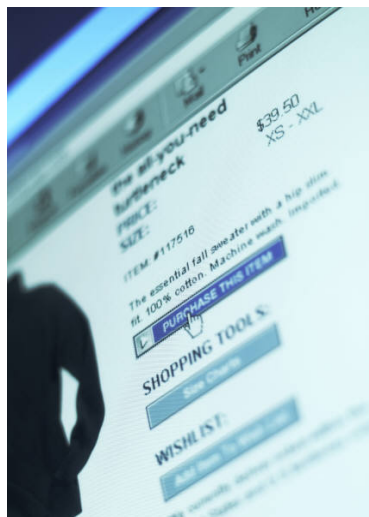 Mail
Print
the all-you-need
turtleneck
PRICE:
$39.50
SIZE:
XS - XXL
ITEM: #117516
The essential fall sweater with a hip slim
fit. 100% cotton. Machine wash. Imported.
PURCHASE THIS ITEM
SHOPPING TOOLS:
Size Charts
WISHLIST:
Add Item To Wish List